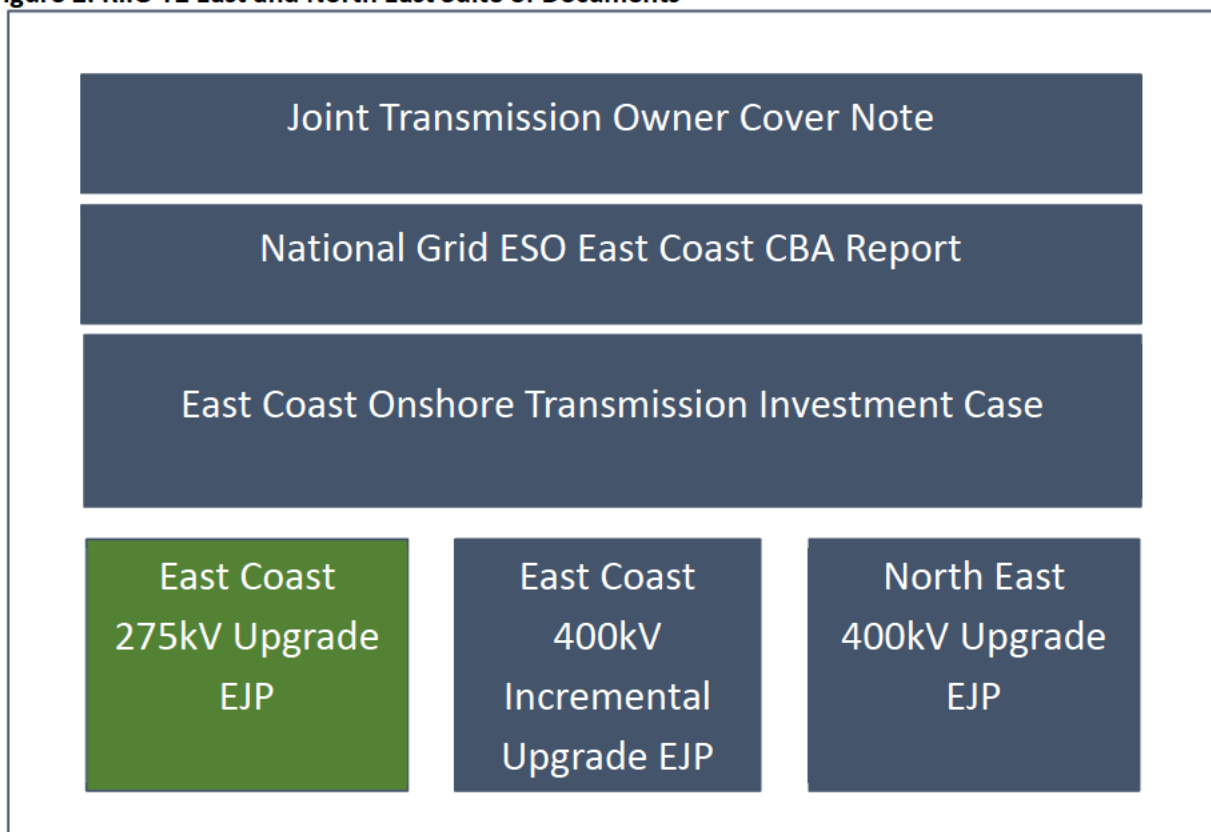 Joint Transmission Owner Cover Note
National Grid ESO East Coast CBA Report
East Coast Onshore Transmission Investment Case
East Coast
275kV Upgrade
EJP
East Coast
400kV
Incremental
Upgrade EJP
North East
400kV Upgrade
EJP